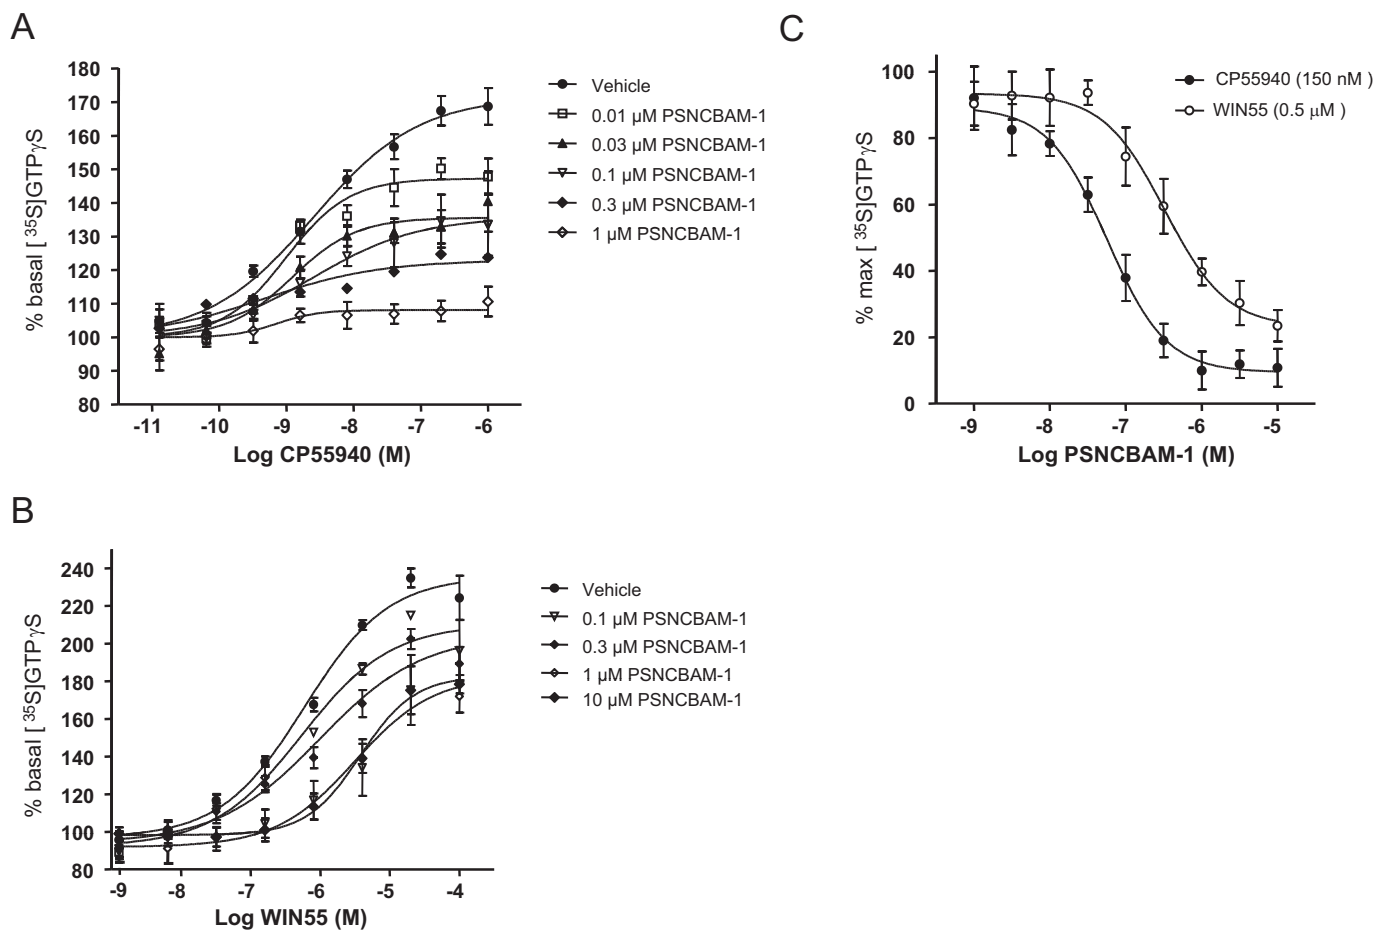 A
% basal [ ³⁵S]GTPγS
180
170
160
150
140
130
120
110
100
90
80
-11 -10 -9 -8 -7 -6
Log CP55940 (M)
Vehicle
0.01 µM PSNCBAM-1
0.03 µM PSNCBAM-1
0.1 µM PSNCBAM-1
0.3 µM PSNCBAM-1
1 µM PSNCBAM-1
C
% max [ ³⁵S]GTPγS
100
80
60
40
20
0
-9 -8 -7 -6 -5
Log PSNCBAM-1 (M)
CP55940 (150 nM )
WIN55 (0.5 µM )
B
% basal [ ³⁵S]GTPγS
240
220
200
180
160
140
120
100
80
-9 -8 -7 -6 -5 -4
Log WIN55 (M)
Vehicle
0.1 µM PSNCBAM-1
0.3 µM PSNCBAM-1
1 µM PSNCBAM-1
10 µM PSNCBAM-1